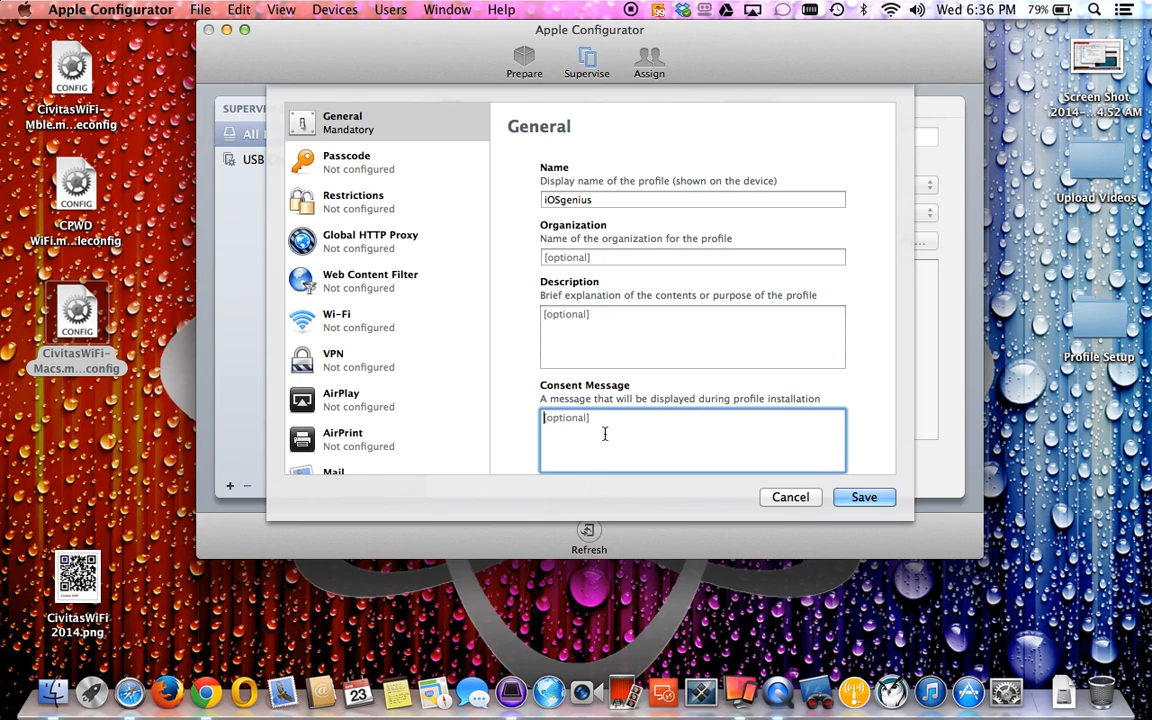 Apple Configurator File Edit View Devices Users Window Help
Wed 6:36 PM 79%
Apple Configurator
Prepare Supervise Assign
SUPERV
All
USB
General
Mandatory
Passcode
Not configured
Restrictions
Not configured
Global HTTP Proxy
Not configured
Web Content Filter
Not configured
Wi-Fi
Not configured
VPN
Not configured
AirPlay
Not configured
AirPrint
Not configured
Mail
General
Name
Display name of the profile (shown on the device)
iOSgenius
Organization
Name of the organization for the profile
[optional]
Description
Brief explanation of the contents or purpose of the profile
[optional]
Consent Message
A message that will be displayed during profile installation
[optional]
Cancel Save
Refresh
CONFIG
CivitasWiFi-
Mble.m...econfig
CONFIG
CPWD
WiFi.m...leconfig
CONFIG
CivitasWiFi-
Macs.m...config
CivitasWiFi
2014.png
Screen Shot
2014-...4.52 AM
Upload Videos
Profile Setup
23